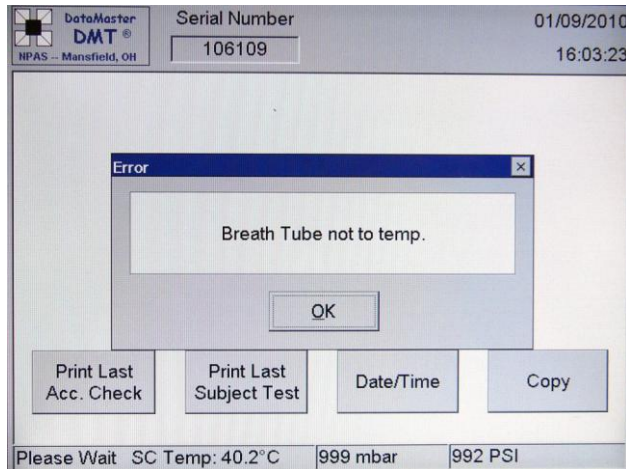 DataMaster
DMT ®
NPAS -- Mansfield, OH
Serial Number
106109
01/09/2010
16:03:23
Error
Breath Tube not to temp.
OK
Print Last
Acc. Check
Print Last
Subject Test
Date/Time
Copy
Please Wait SC Temp: 40.2°C 999 mbar 992 PSI